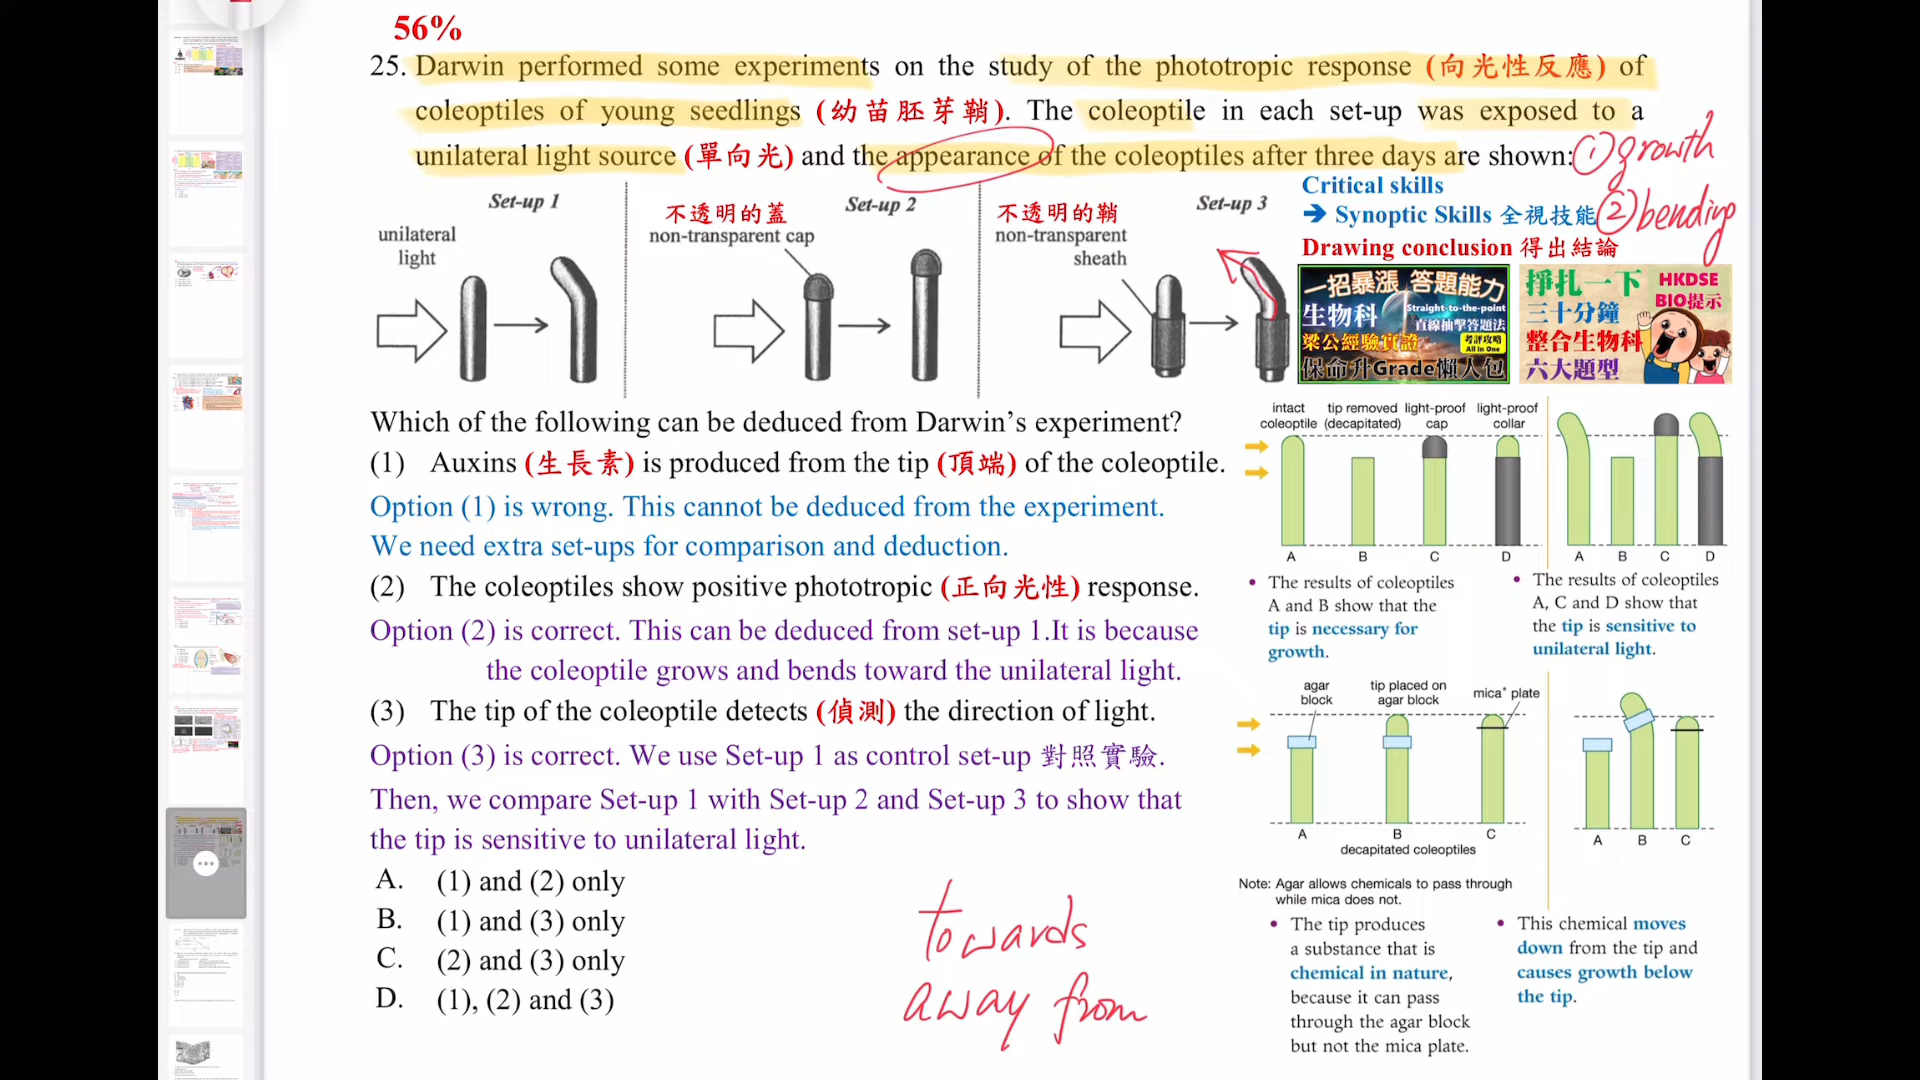 56%
25. Darwin performed some experiments on the study of the phototropic response (向光性反應) of
coleoptiles of young seedlings (幼苗胚芽鞘). The coleoptile in each set-up was exposed to a
unilateral light source (單向光) and the appearance of the coleoptiles after three days are shown:
① growth
② bending
Critical skills
➔ Synoptic Skills 全視技能
Drawing conclusion 得出結論
Set-up 1
unilateral
light
Set-up 2
不透明的蓋
non-transparent cap
Set-up 3
不透明的鞘
non-transparent
sheath
一招暴漲 答題能力
生物科
Straight-to-the-point
直線抽擊答題法
梁公經驗實證
考評攻略
All in One
保命升Grade懶人包
掙扎一下
三十分鐘
整合生物科
六大題型
HKDSE
BIO提示
Which of the following can be deduced from Darwin’s experiment?
(1) Auxins (生長素) is produced from the tip (頂端) of the coleoptile.
Option (1) is wrong. This cannot be deduced from the experiment.
We need extra set-ups for comparison and deduction.
(2) The coleoptiles show positive phototropic (正向光性) response.
Option (2) is correct. This can be deduced from set-up 1.It is because
the coleoptile grows and bends toward the unilateral light.
(3) The tip of the coleoptile detects (偵測) the direction of light.
Option (3) is correct. We use Set-up 1 as control set-up 對照實驗.
Then, we compare Set-up 1 with Set-up 2 and Set-up 3 to show that
the tip is sensitive to unilateral light.
A. (1) and (2) only
B. (1) and (3) only
C. (2) and (3) only
D. (1), (2) and (3)
towards
away from
intact
coleoptile
tip removed
(decapitated)
light-proof
cap
light-proof
collar
A B C D
A B C D
• The results of coleoptiles
A and B show that the
tip is necessary for
growth.
• The results of coleoptiles
A, C and D show that
the tip is sensitive to
unilateral light.
agar
block
tip placed on
agar block
mica* plate
A B C
decapitated coleoptiles
A B C
Note: Agar allows chemicals to pass through
while mica does not.
• The tip produces
a substance that is
chemical in nature,
because it can pass
through the agar block
but not the mica plate.
• This chemical moves
down from the tip and
causes growth below
the tip.